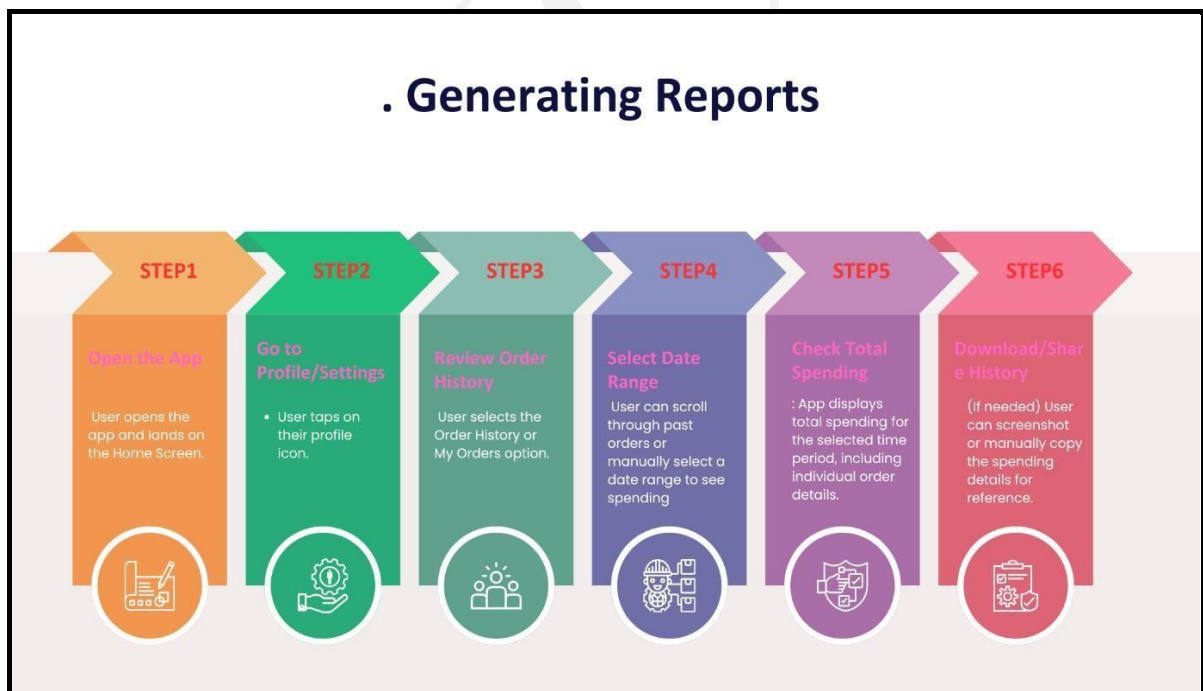 . Generating Reports
STEP1
Open the App
User opens the
app and lands on
the Home Screen.
STEP2
Go to
Profile/Settings
• User taps on
their profile
icon.
STEP3
Review Order
History
User selects the
Order History or
My Orders option.
STEP4
Select Date
Range
User can scroll
through past
orders or
manually select a
date range to see
spending
STEP5
Check Total
Spending
: App displays
total spending for
the selected time
period, including
individual order
details.
STEP6
Download/Shar
e History
(If needed) User
can screenshot
or manually copy
the spending
details for
reference.